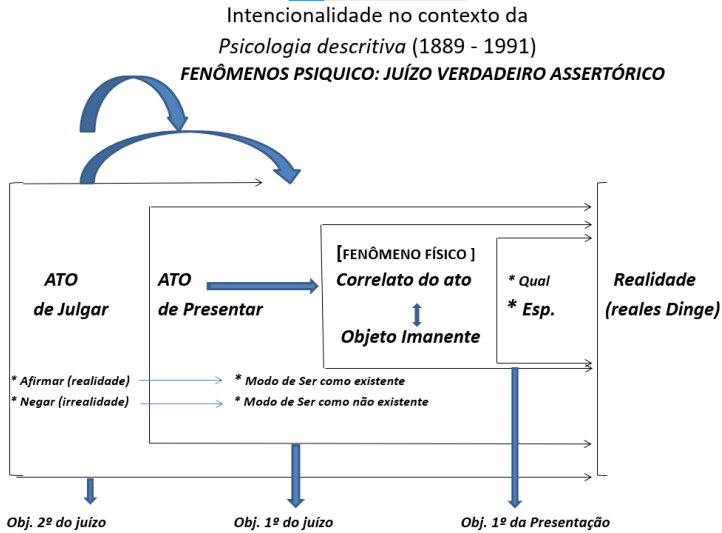 Intencionalidade no contexto da
Psicologia descritiva (1889 - 1991)
FENÔMENOS PSIQUICO: JUÍZO VERDADEIRO ASSERTÓRICO
[FENÔMENO FÍSICO ]
ATO
de Julgar
ATO
de Presentar
Correlato do ato
Objeto Imanente
* Qual
* Esp.
Realidade
(reales Dinge)
* Afirmar (realidade)
* Modo de Ser como existente
* Negar (irrealidade)
* Modo de Ser como não existente
Obj. 2º do juízo
Obj. 1º do juízo
Obj. 1º da Presentação